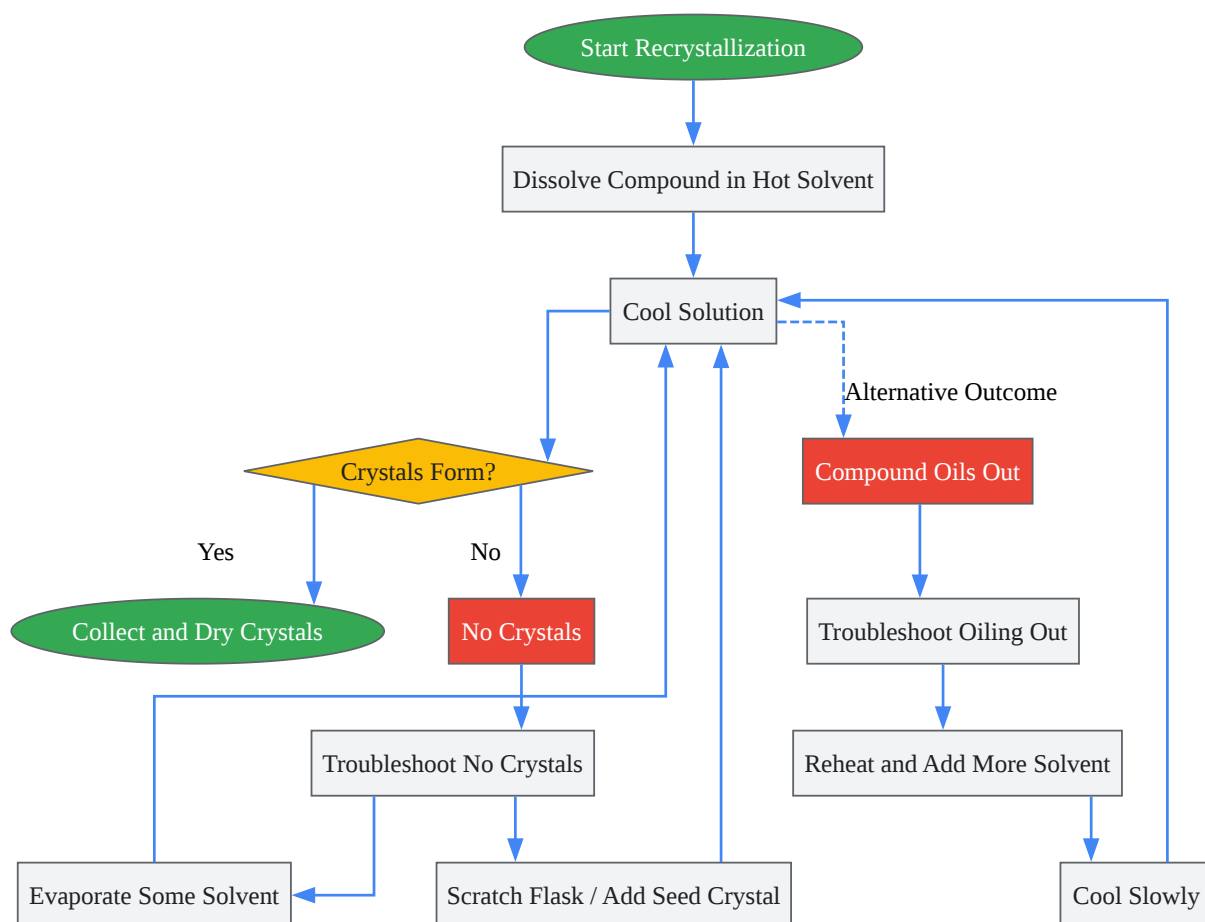 Start Recrystallization
Dissolve Compound in Hot Solvent
Cool Solution
Alternative Outcome
Crystals Form?
Compound Oils Out
Yes
No
Collect and Dry Crystals
No Crystals
Troubleshoot Oiling Out
Troubleshoot No Crystals
Reheat and Add More Solvent
Evaporate Some Solvent
Scratch Flask / Add Seed Crystal
Cool Slowly